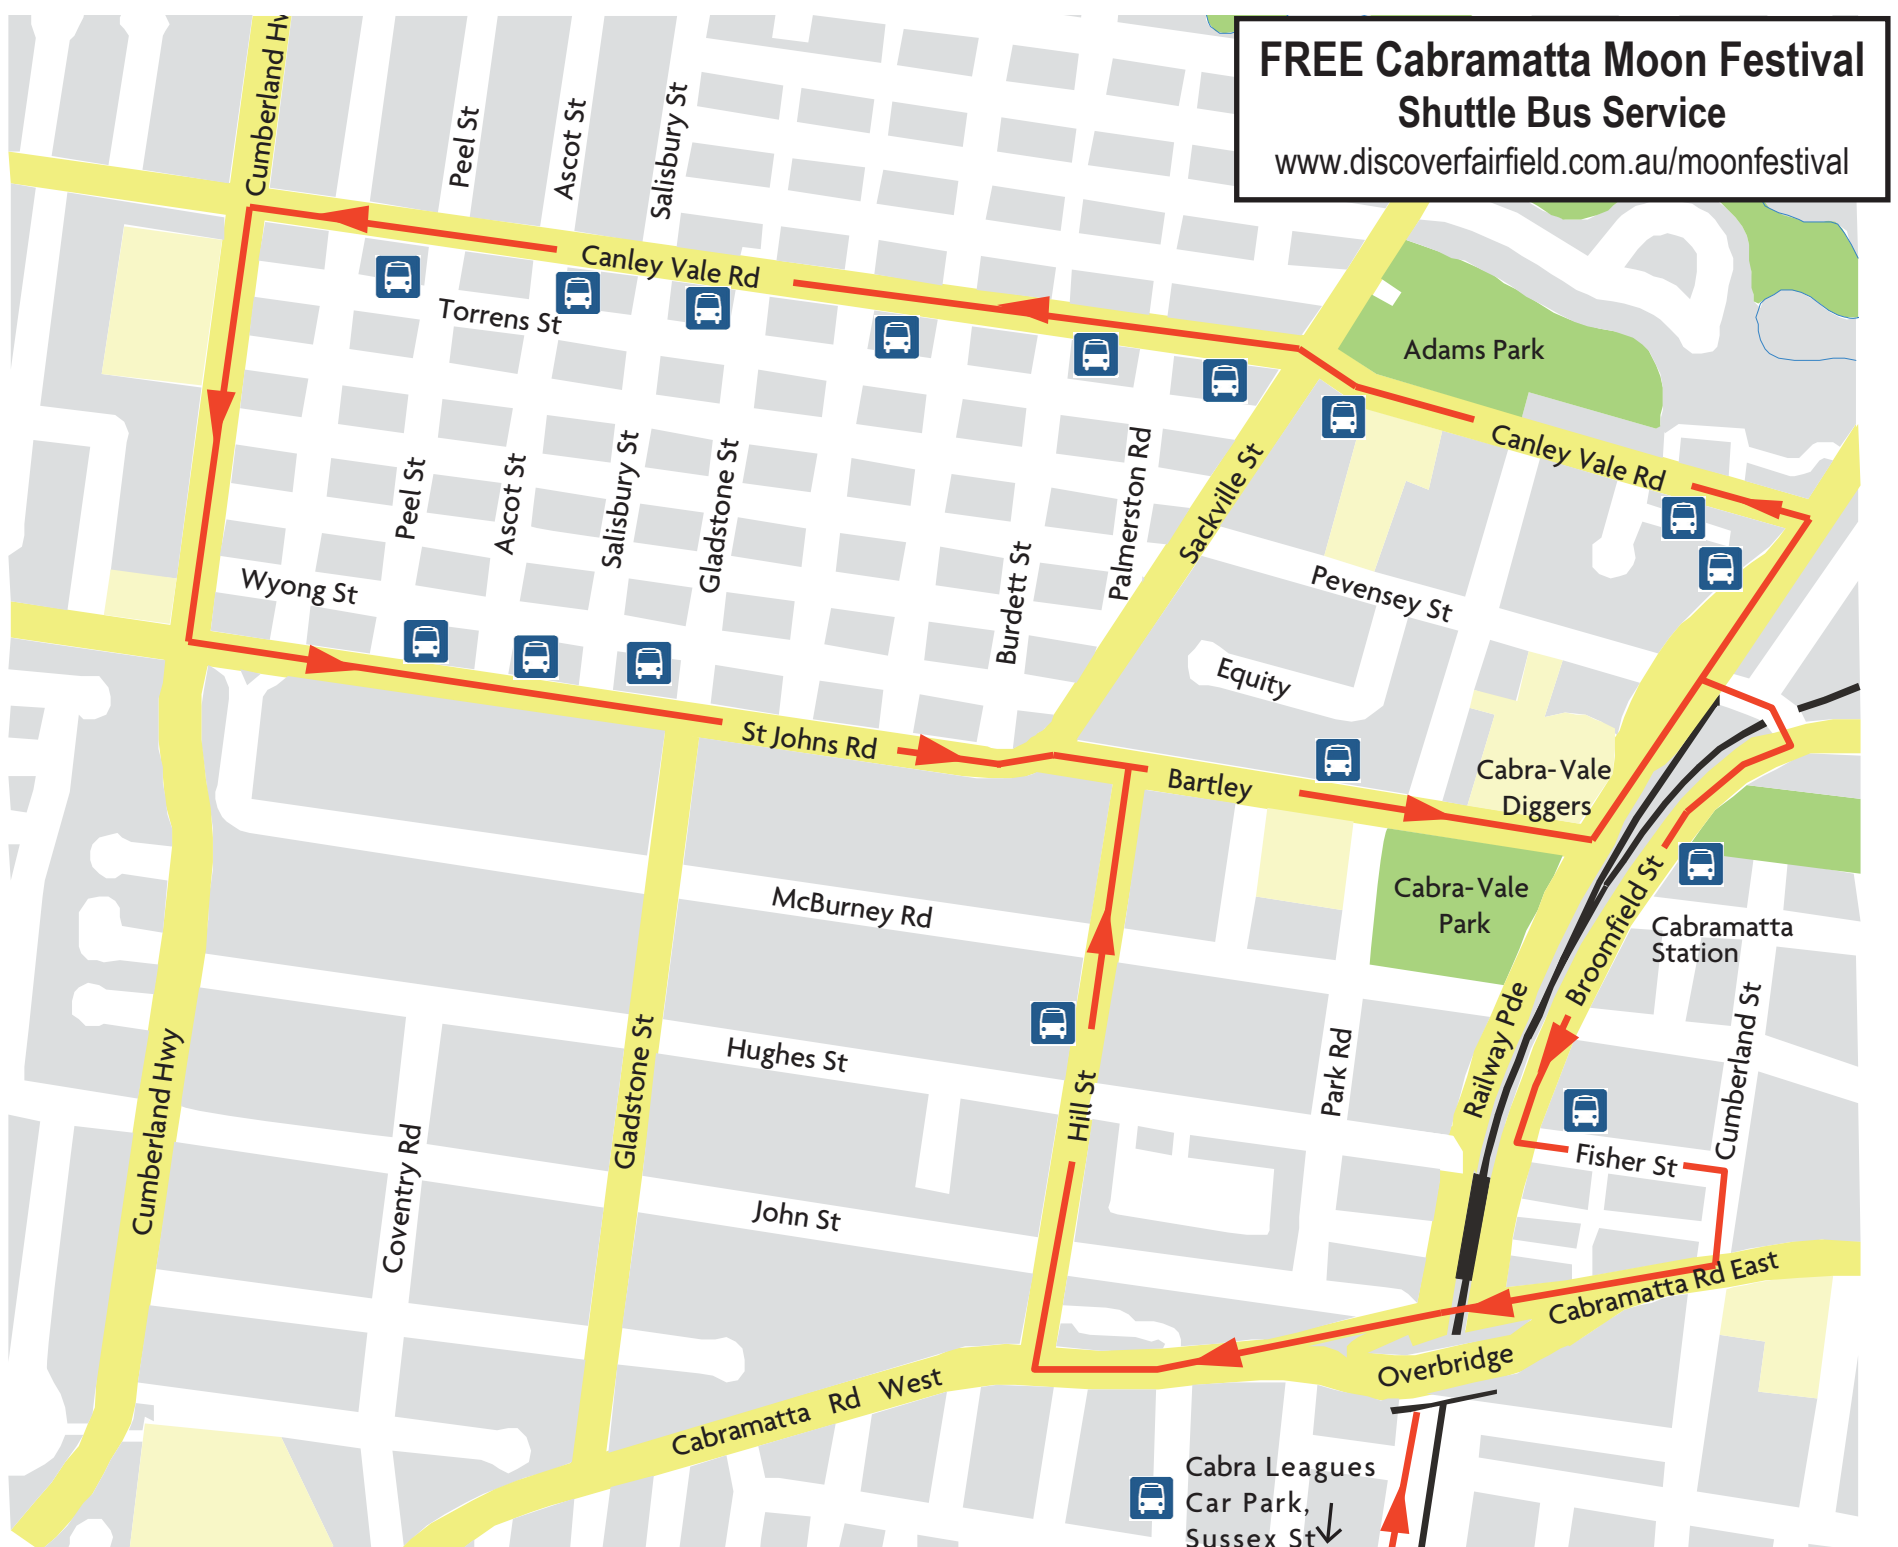 FREE Cabramatta Moon Festival
Shuttle Bus Service
www.discoverfairfield.com.au/moonfestival
Cumberland Hw
Peel St
Ascot St
Salisbury St
Canley Vale Rd
Torrens St
Adams Park
Canley Vale Rd
Peel St
Ascot St
Salisbury St
Gladstone St
Burdett St
Palmerston Rd
Sackville St
Wyong St
Pevensey St
Equity
St Johns Rd
Bartley
Cabra-Vale
Diggers
Cabra-Vale
Park
McBurney Rd
Broomfield St
Cabramatta
Station
Railway Pde
Cumberland St
Cumberland Hwy
Gladstone St
Hughes St
Hill St
Park Rd
Coventry Rd
Fisher St
John St
Cabramatta Rd East
Overbridge
Cabramatta Rd West
Cabra Leagues
Car Park,
Sussex St